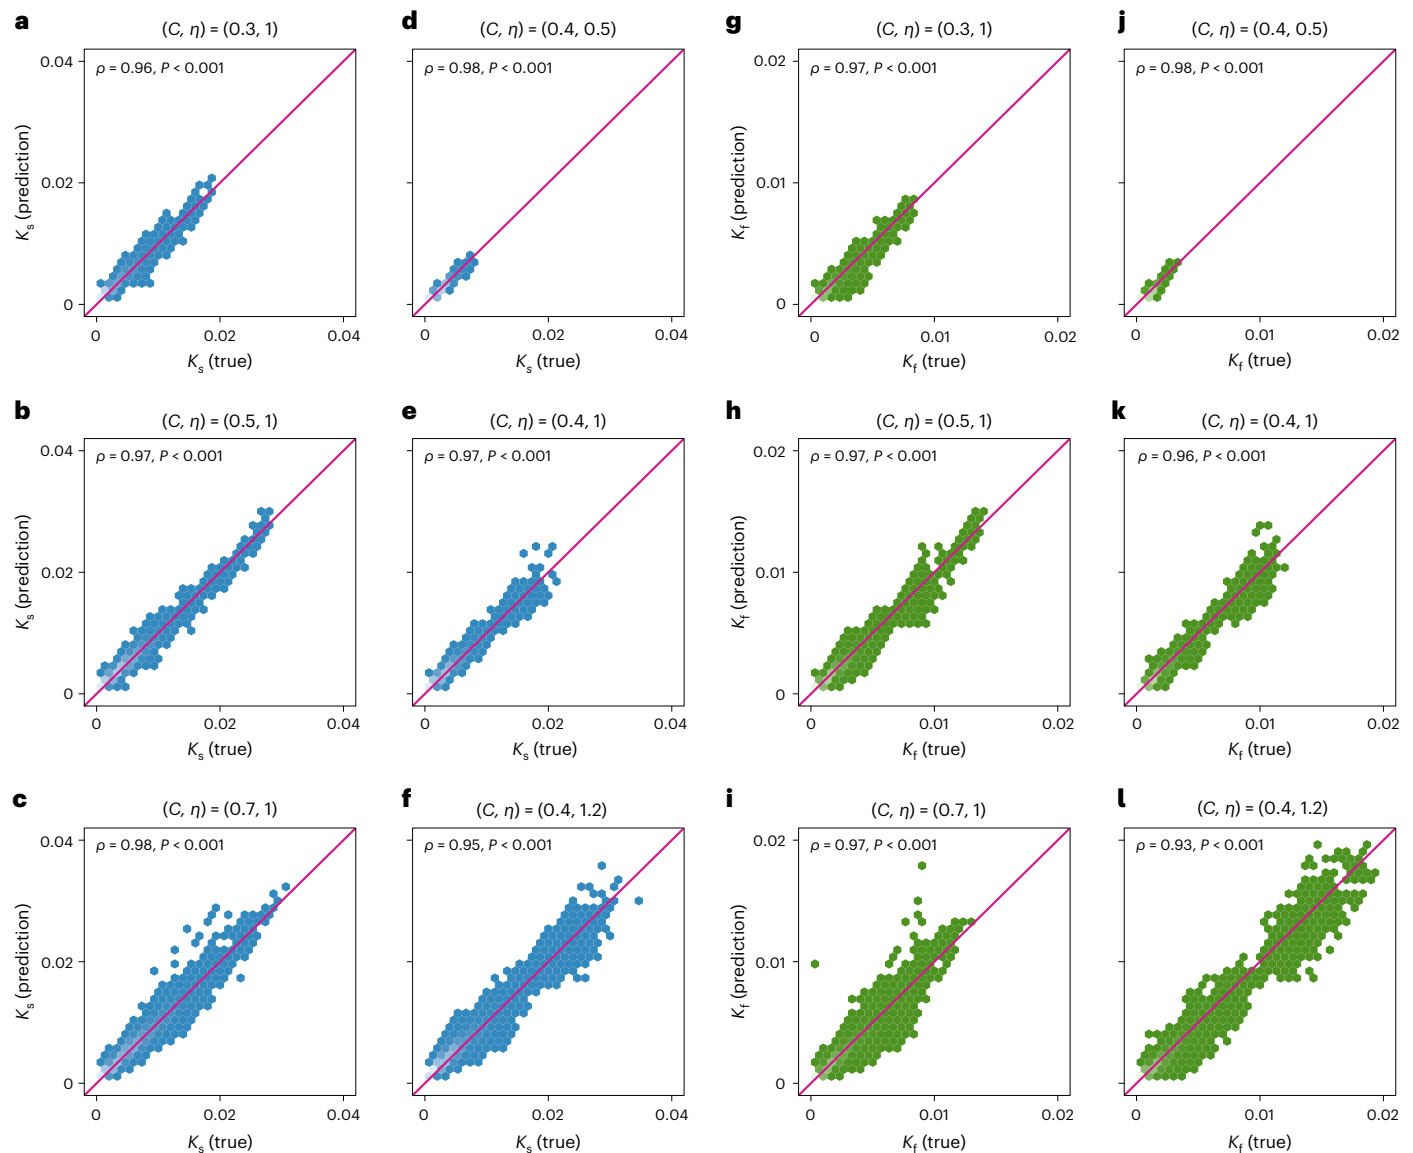 a
(C, η) = (0.3, 1)
ρ = 0.96, P < 0.001
0.04
0.02
0
Ks (prediction)
0
0.02
0.04
Ks (true)
d
(C, η) = (0.4, 0.5)
ρ = 0.98, P < 0.001
0
0.02
0.04
Ks (true)
g
(C, η) = (0.3, 1)
ρ = 0.97, P < 0.001
0.02
0.01
0
Kf (prediction)
0
0.01
0.02
Kf (true)
j
(C, η) = (0.4, 0.5)
ρ = 0.98, P < 0.001
0
0.01
0.02
Kf (true)
b
(C, η) = (0.5, 1)
ρ = 0.97, P < 0.001
0.04
0.02
0
Ks (prediction)
0
0.02
0.04
Ks (true)
e
(C, η) = (0.4, 1)
ρ = 0.97, P < 0.001
0
0.02
0.04
Ks (true)
h
(C, η) = (0.5, 1)
ρ = 0.97, P < 0.001
0.02
0.01
0
Kf (prediction)
0
0.01
0.02
Kf (true)
k
(C, η) = (0.4, 1)
ρ = 0.96, P < 0.001
0
0.01
0.02
Kf (true)
c
(C, η) = (0.7, 1)
ρ = 0.98, P < 0.001
0.04
0.02
0
Ks (prediction)
0
0.02
0.04
Ks (true)
f
(C, η) = (0.4, 1.2)
ρ = 0.95, P < 0.001
0
0.02
0.04
Ks (true)
i
(C, η) = (0.7, 1)
ρ = 0.97, P < 0.001
0.02
0.01
0
Kf (prediction)
0
0.01
0.02
Kf (true)
l
(C, η) = (0.4, 1.2)
ρ = 0.93, P < 0.001
0
0.01
0.02
Kf (true)